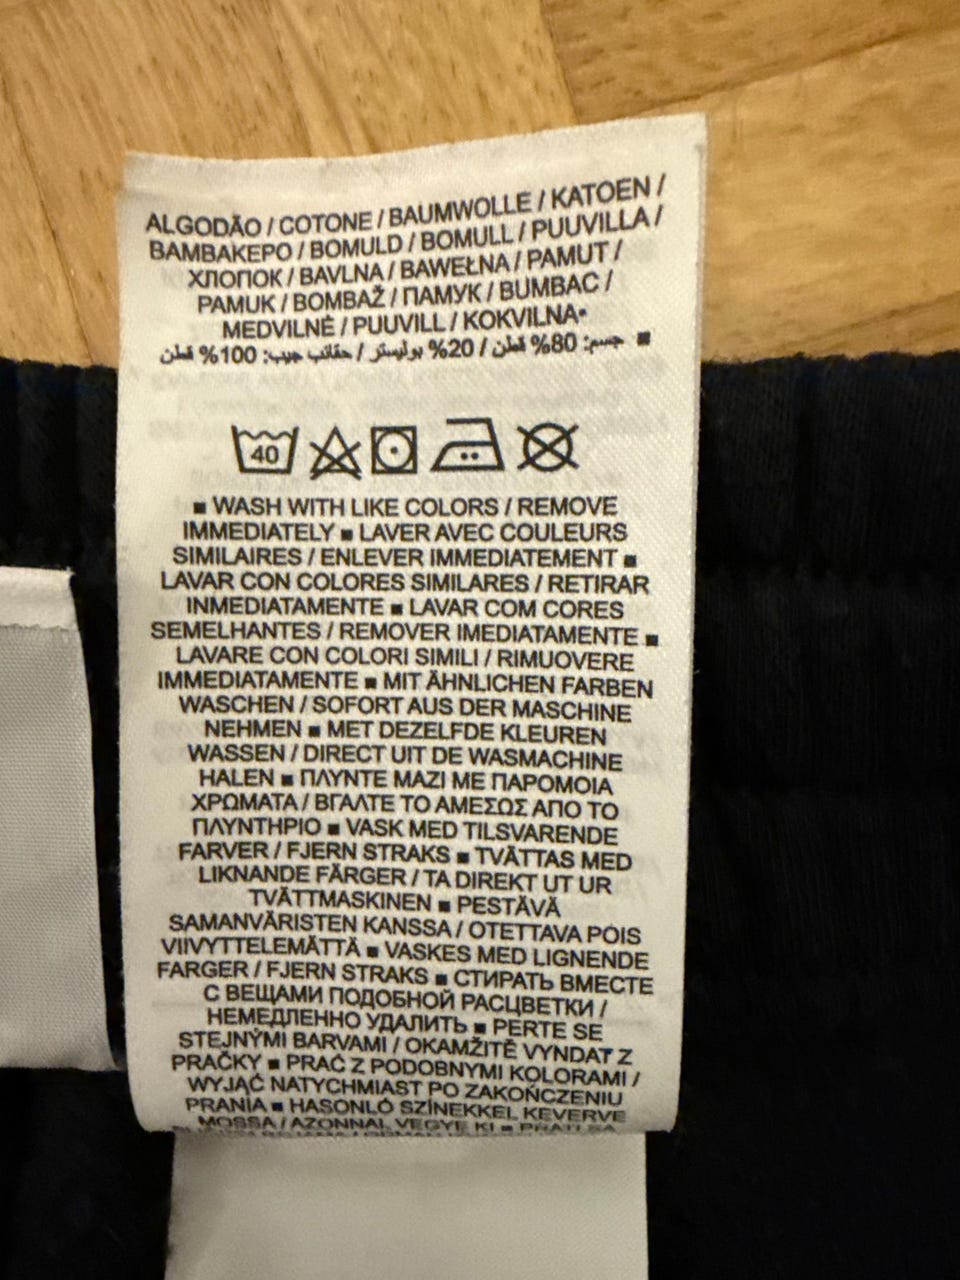 ALGODÃO / COTONE / BAUMWOLLE / KATOEN /
BAMBAKEPO / BOMULD / BOMULL / PUUVILLA /
ХЛОПОК / BAVLNA / BAWEŁNA / PAMUT /
PAMUK / BOMBAŽ / ПАМУК / BUMBAC /
MEDVILNĖ / PUUVILL / KOKVILNA▪
▪ جسم: 80% قطن / 20% بوليستر / حقائب جيب: 100% قطن
40
▪ WASH WITH LIKE COLORS / REMOVE
IMMEDIATELY ▪ LAVER AVEC COULEURS
SIMILAIRES / ENLEVER IMMEDIATEMENT ▪
LAVAR CON COLORES SIMILARES / RETIRAR
INMEDIATAMENTE ▪ LAVAR COM CORES
SEMELHANTES / REMOVER IMEDIATAMENTE ▪
LAVARE CON COLORI SIMILI / RIMUOVERE
IMMEDIATAMENTE ▪ MIT ÄHNLICHEN FARBEN
WASCHEN / SOFORT AUS DER MASCHINE
NEHMEN ▪ MET DEZELFDE KLEUREN
WASSEN / DIRECT UIT DE WASMACHINE
HALEN ▪ ΠΛΥΝΤΕ ΜΑΖΙ ΜΕ ΠΑΡΟΜΟΙΑ
ΧΡΩΜΑΤΑ / ΒΓΑΛΤΕ ΤΟ ΑΜΕΣΩΣ ΑΠΟ ΤΟ
ΠΛΥΝΤΗΡΙΟ ▪ VASK MED TILSVARENDE
FARVER / FJERN STRAKS ▪ TVÄTTAS MED
LIKNANDE FÄRGER / TA DIREKT UT UR
TVÄTTMASKINEN ▪ PESTÄVÄ
SAMANVÄRISTEN KANSSA / OTETTAVA POIS
VIIVYTTELEMÄTTÄ ▪ VASKES MED LIGNENDE
FARGER / FJERN STRAKS ▪ СТИРАТЬ ВМЕСТЕ
С ВЕЩАМИ ПОДОБНОЙ РАСЦВЕТКИ /
НЕМЕДЛЕННО УДАЛИТЬ ▪ PERTE SE
STEJNÝMI BARVAMI / OKAMŽITĚ VYNDAT Z
PRAČKY ▪ PRAĆ Z PODOBNYMI KOLORAMI /
WYJĄĆ NATYCHMIAST PO ZAKOŃCZENIU
PRANIA ▪ HASONLÓ SZÍNEKKEL KEVERVE
MOSSA / AZONNAL VEGYE KI ▪ PRATI SA